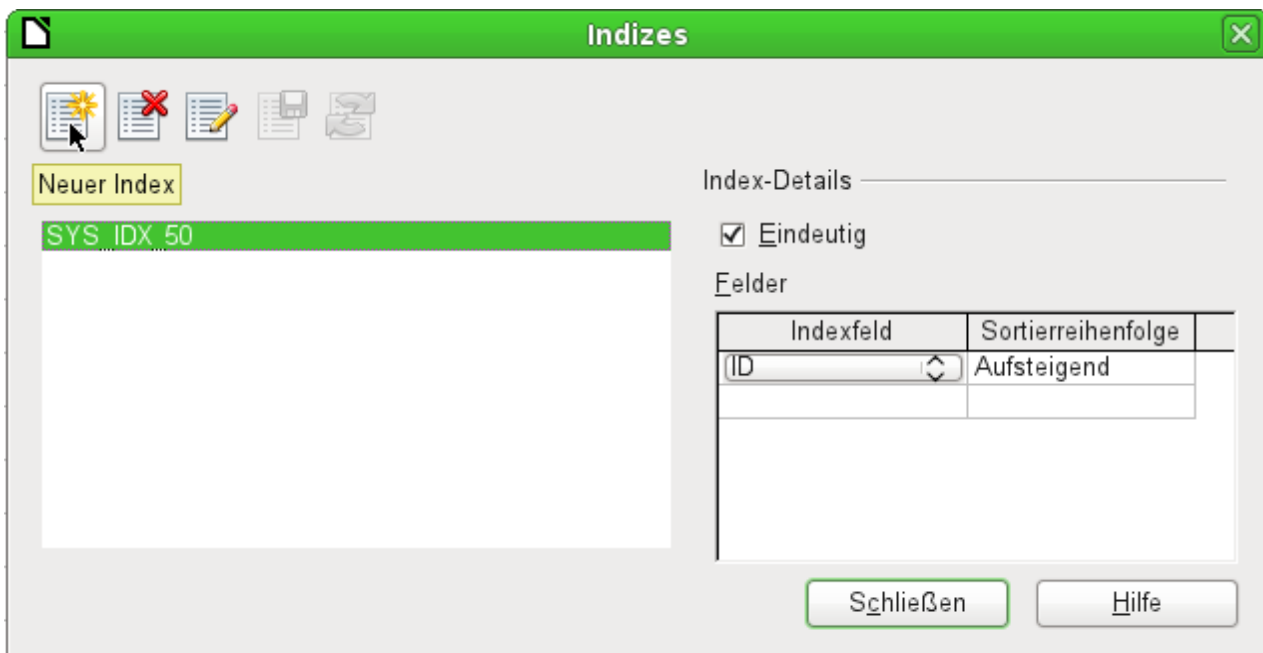 Indizes
Neuer Index
SYS_IDX_50
Index-Details
Eindeutig
Felder
Indexfeld Sortierreihenfolge
ID Aufsteigend
Schließen Hilfe